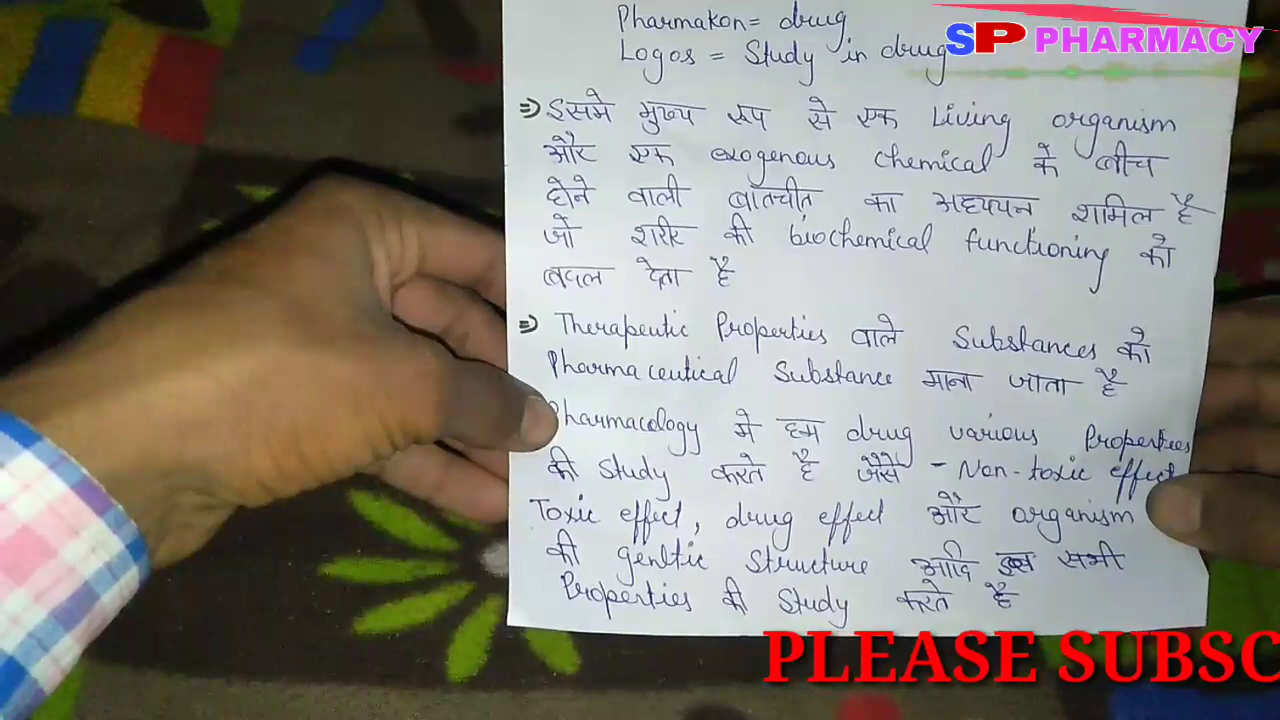 Pharmakon = drug
Logos = Study in drug
SP PHARMACY
⇒ इसमे मुख्य रूप से एक Living organism
और एक exogenous chemical के बीच
होने वाली बातचीत का अध्ययन शामिल है
जो शरीर की biochemical functioning को
बदल देता है
⇒ Therapeutic Properties वाले Substances को
Pharmaceutical Substance माना जाता है
Pharmacology मे हम drug various Properties
की study करते है जैसे - Non-toxic effect
Toxic effect, drug effect और organism
की genetic structure आदि इस सभी
Properties की Study करते है
PLEASE SUBSC